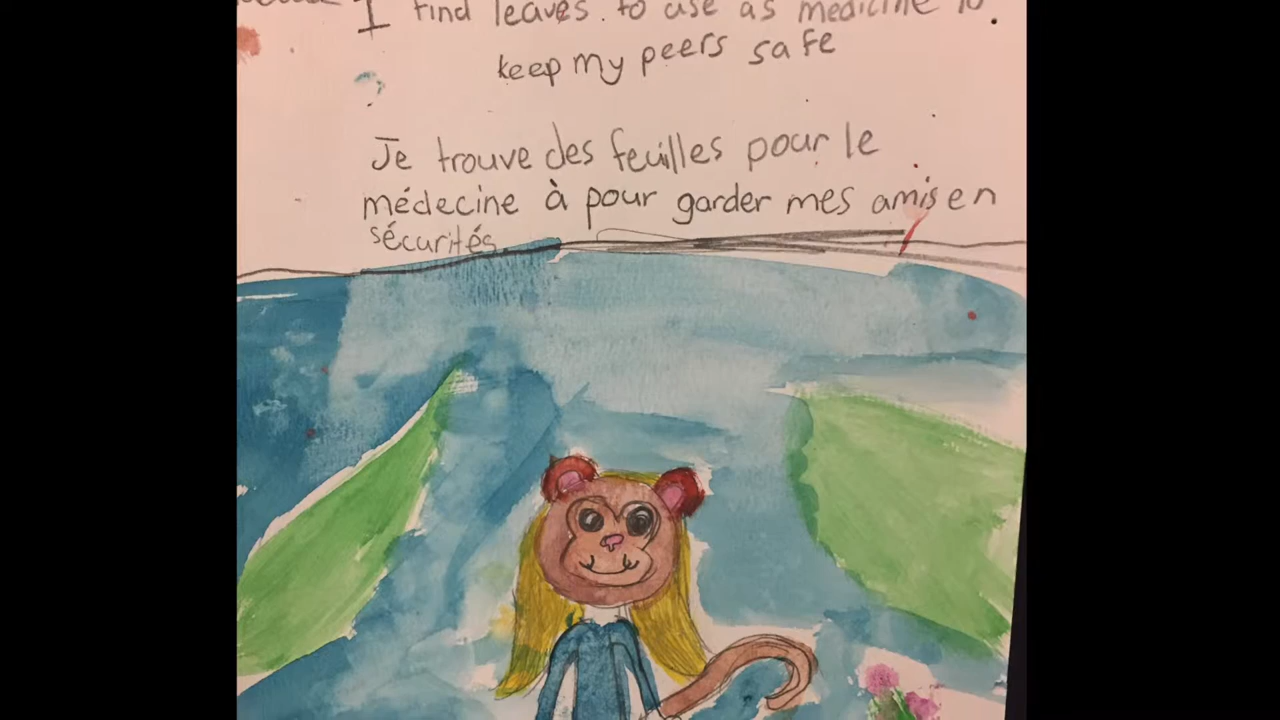 I find leaves to use as medicine to
keep my peers safe
Je trouve des feuilles pour le
médecine à pour garder mes amis en
sécurités